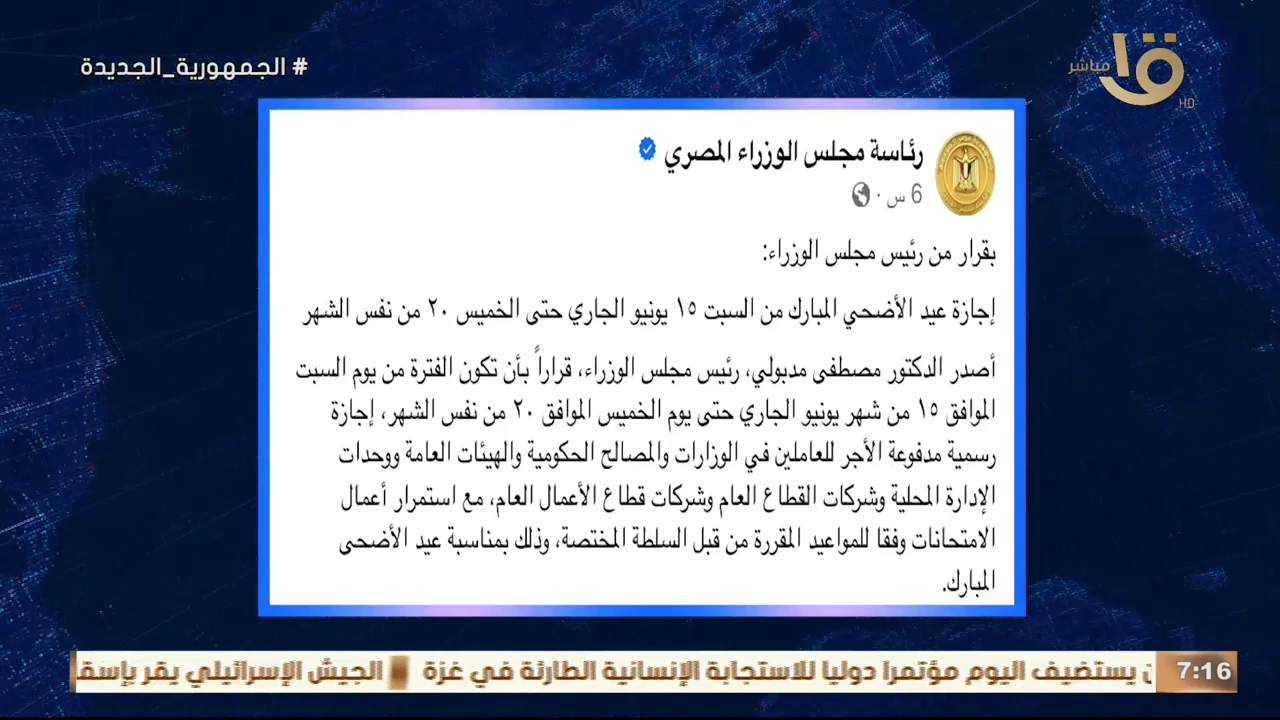 # الجمهورية_الجديدة
مباشر
HD
رئاسة مجلس الوزراء المصري
6 س ·
بقرار من رئيس مجلس الوزراء:
إجازة عيد الأضحي المبارك من السبت ١٥ يونيو الجاري حتى الخميس ٢٠ من نفس الشهر
أصدر الدكتور مصطفى مدبولي، رئيس مجلس الوزراء، قراراً بأن تكون الفترة من يوم السبت
الموافق ١٥ من شهر يونيو الجاري حتى يوم الخميس الموافق ٢٠ من نفس الشهر، إجازة
رسمية مدفوعة الأجر للعاملين في الوزارات والمصالح الحكومية والهيئات العامة ووحدات
الإدارة المحلية وشركات القطاع العام وشركات قطاع الأعمال العام، مع استمرار أعمال
الامتحانات وفقا للمواعيد المقررة من قبل السلطة المختصة، وذلك بمناسبة عيد الأضحى
المبارك.
7:16 ن يستضيف اليوم مؤتمرا دوليا للاستجابة الإنسانية الطارئة في غزة الجيش الإسرائيلي يقر بإسقا